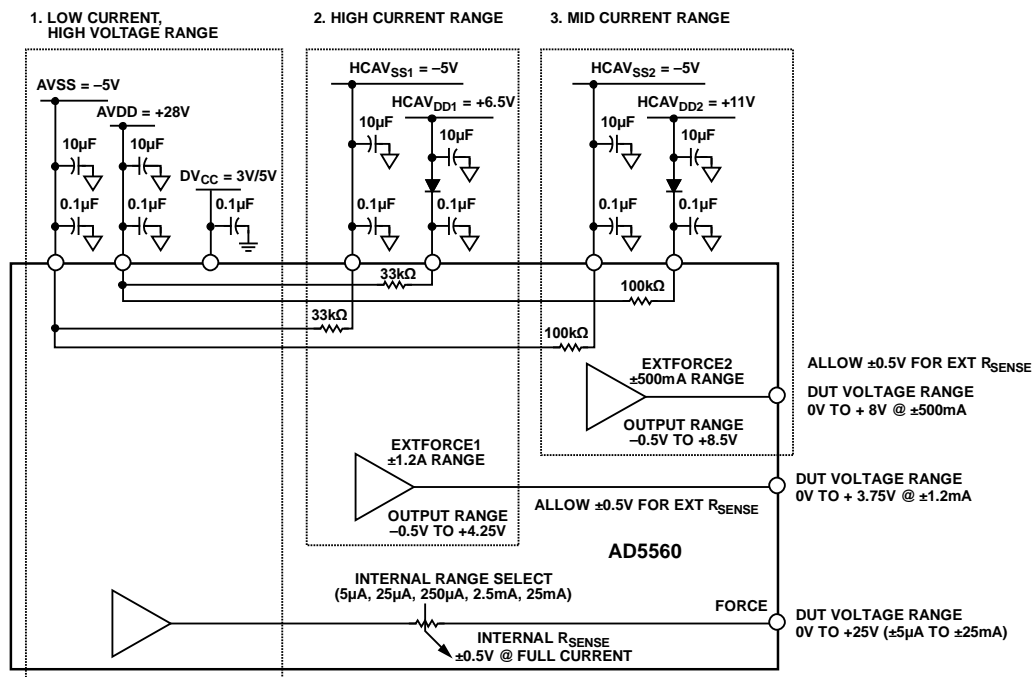 1. LOW CURRENT,
HIGH VOLTAGE RANGE
2. HIGH CURRENT RANGE
3. MID CURRENT RANGE
AVSS = –5V
AVDD = +28V
10µF
10µF
DVCC = 3V/5V
0.1µF
0.1µF
0.1µF
HCAVSS1 = –5V
HCAVDD1 = +6.5V
10µF
10µF
0.1µF
0.1µF
HCAVSS2 = –5V
HCAVDD2 = +11V
10µF
10µF
0.1µF
0.1µF
33kΩ
100kΩ
33kΩ
100kΩ
EXTFORCE2
±500mA RANGE
OUTPUT RANGE
–0.5V TO +8.5V
ALLOW ±0.5V FOR EXT RSENSE
DUT VOLTAGE RANGE
0V TO + 8V @ ±500mA
EXTFORCE1
±1.2A RANGE
OUTPUT RANGE
–0.5V TO +4.25V
ALLOW ±0.5V FOR EXT RSENSE
DUT VOLTAGE RANGE
0V TO + 3.75V @ ±1.2mA
AD5560
INTERNAL RANGE SELECT
(5µA, 25µA, 250µA, 2.5mA, 25mA)
INTERNAL RSENSE
±0.5V @ FULL CURRENT
FORCE
DUT VOLTAGE RANGE
0V TO +25V (±5µA TO ±25mA)